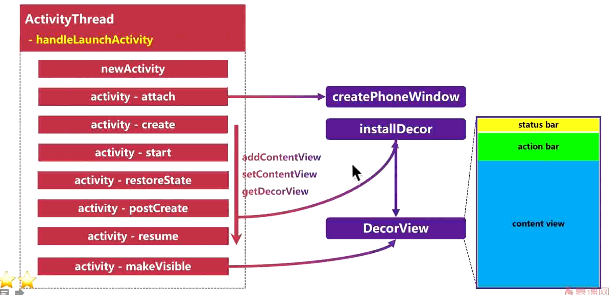 ActivityThread
- handleLaunchActivity
newActivity
activity - attach
activity - create
activity - start
activity - restoreState
activity - postCreate
activity - resume
activity - makeVisible
addContentView
setContentView
getDecorView
createPhoneWindow
installDecor
DecorView
status bar
action bar
content view